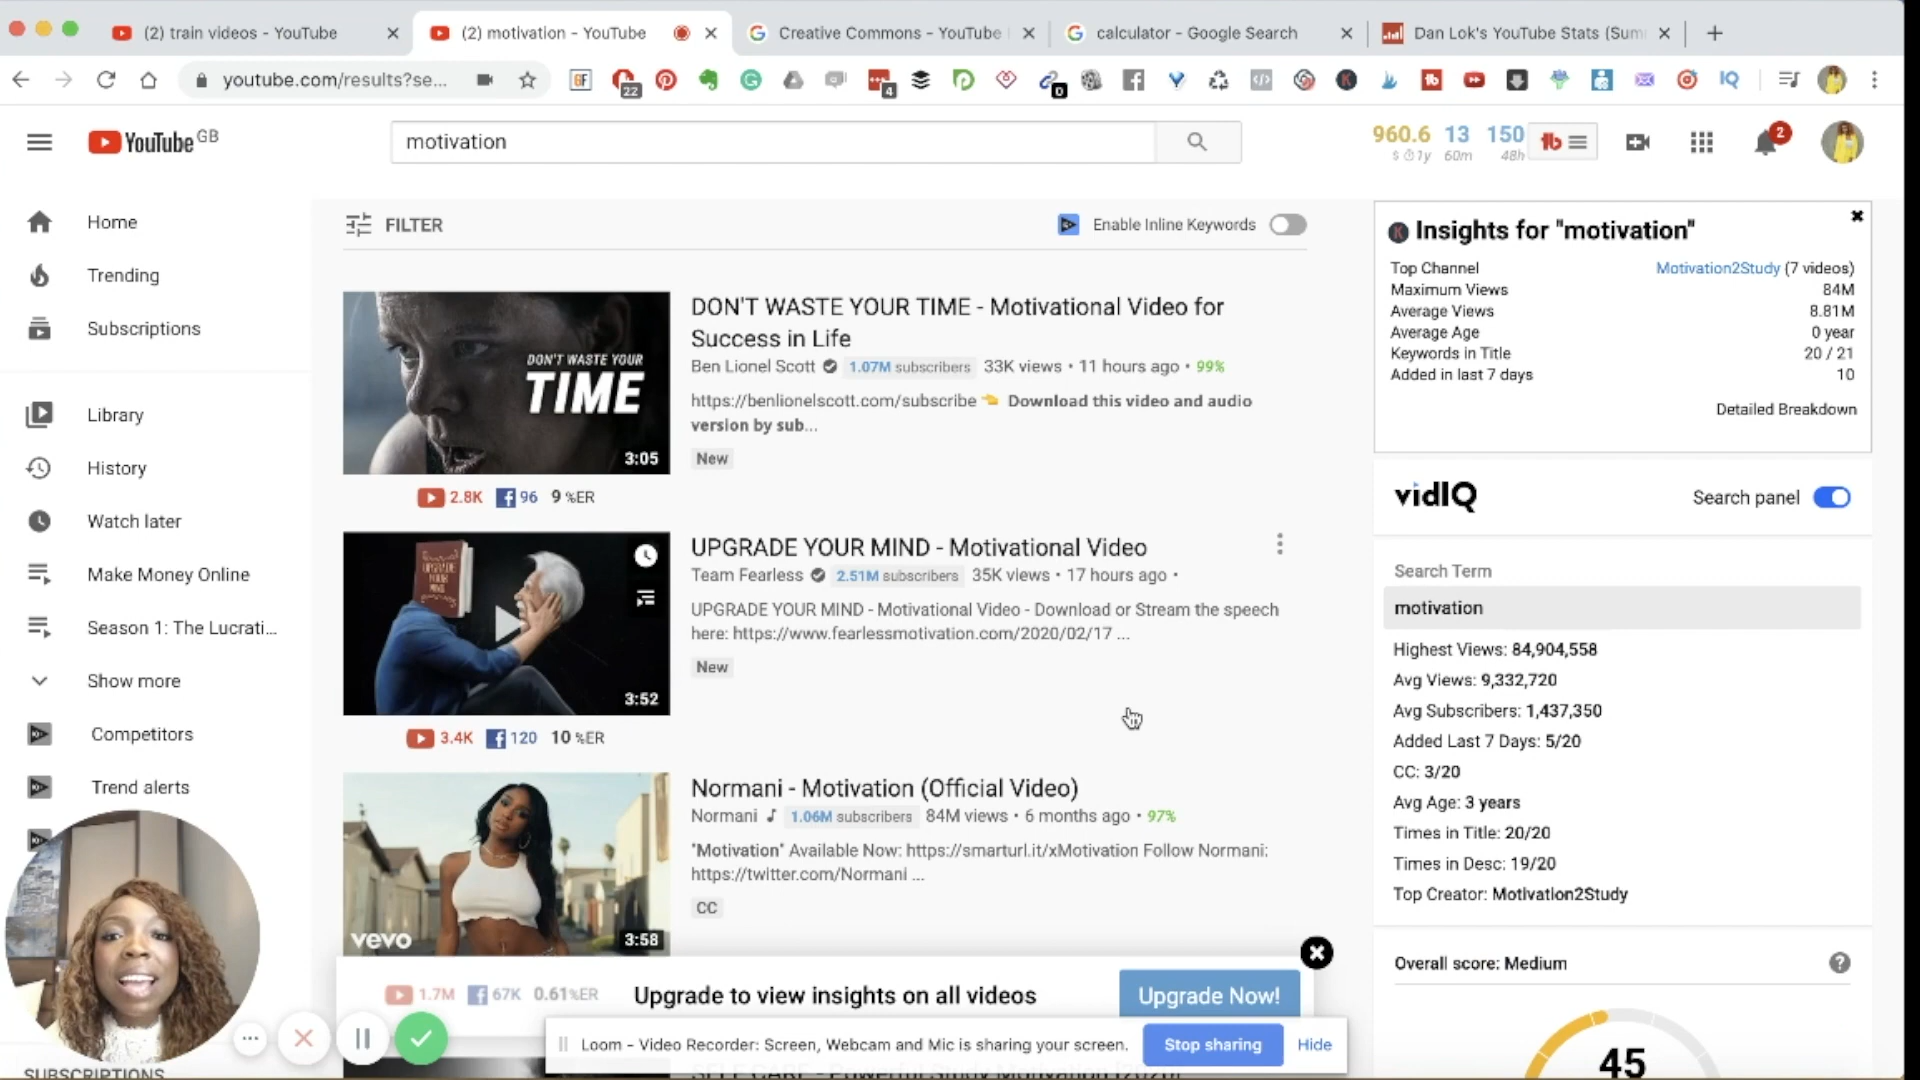 (2) train videos - YouTube
(2) motivation - YouTube
Creative Commons - YouTube
calculator - Google Search
Dan Lok's YouTube Stats (Sum
youtube.com/results?se...
22
4
0
IQ
YouTube GB
motivation
960.6 13 150
$ 1y 60m 48h
2
Home
Trending
Subscriptions
Library
History
Watch later
Make Money Online
Season 1: The Lucrati...
Show more
Competitors
Trend alerts
SUBSCRIPTIONS
FILTER
Enable Inline Keywords
DON'T WASTE YOUR
TIME
3:05
2.8K 96 9 %ER
DON'T WASTE YOUR TIME - Motivational Video for
Success in Life
Ben Lionel Scott 1.07M subscribers 33K views • 11 hours ago • 99%
https://benlionelscott.com/subscribe Download this video and audio
version by sub...
New
UPGRADE
YOUR
MIND
3:52
3.4K 120 10 %ER
UPGRADE YOUR MIND - Motivational Video
Team Fearless 2.51M subscribers 35K views • 17 hours ago •
UPGRADE YOUR MIND - Motivational Video - Download or Stream the speech
here: https://www.fearlessmotivation.com/2020/02/17 ...
New
vevo
3:58
Normani - Motivation (Official Video)
Normani 1.06M subscribers 84M views • 6 months ago • 97%
"Motivation" Available Now: https://smarturl.it/xMotivation Follow Normani:
https://twitter.com/Normani ...
CC
1.7M 67K 0.61%ER
Upgrade to view insights on all videos
Upgrade Now!
Loom – Video Recorder: Screen, Webcam and Mic is sharing your screen.
Stop sharing
Hide
SELF CARE - Powerful Study Motivation [2020]
Insights for "motivation"
Top Channel Motivation2Study (7 videos)
Maximum Views 84M
Average Views 8.81M
Average Age 0 year
Keywords in Title 20 / 21
Added in last 7 days 10
Detailed Breakdown
vidIQ
Search panel
Search Term
motivation
Highest Views: 84,904,558
Avg Views: 9,332,720
Avg Subscribers: 1,437,350
Added Last 7 Days: 5/20
CC: 3/20
Avg Age: 3 years
Times in Title: 20/20
Times in Desc: 19/20
Top Creator: Motivation2Study
Overall score: Medium
45